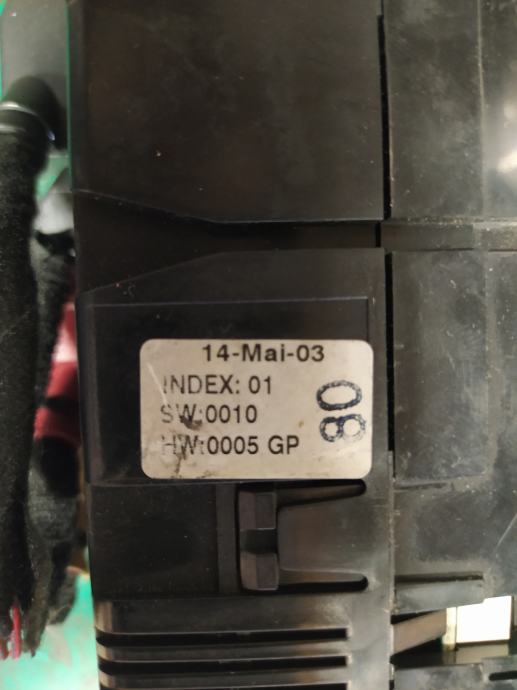 14-Mai-03
INDEX: 01
SW:0010
HW:0005 GP
08